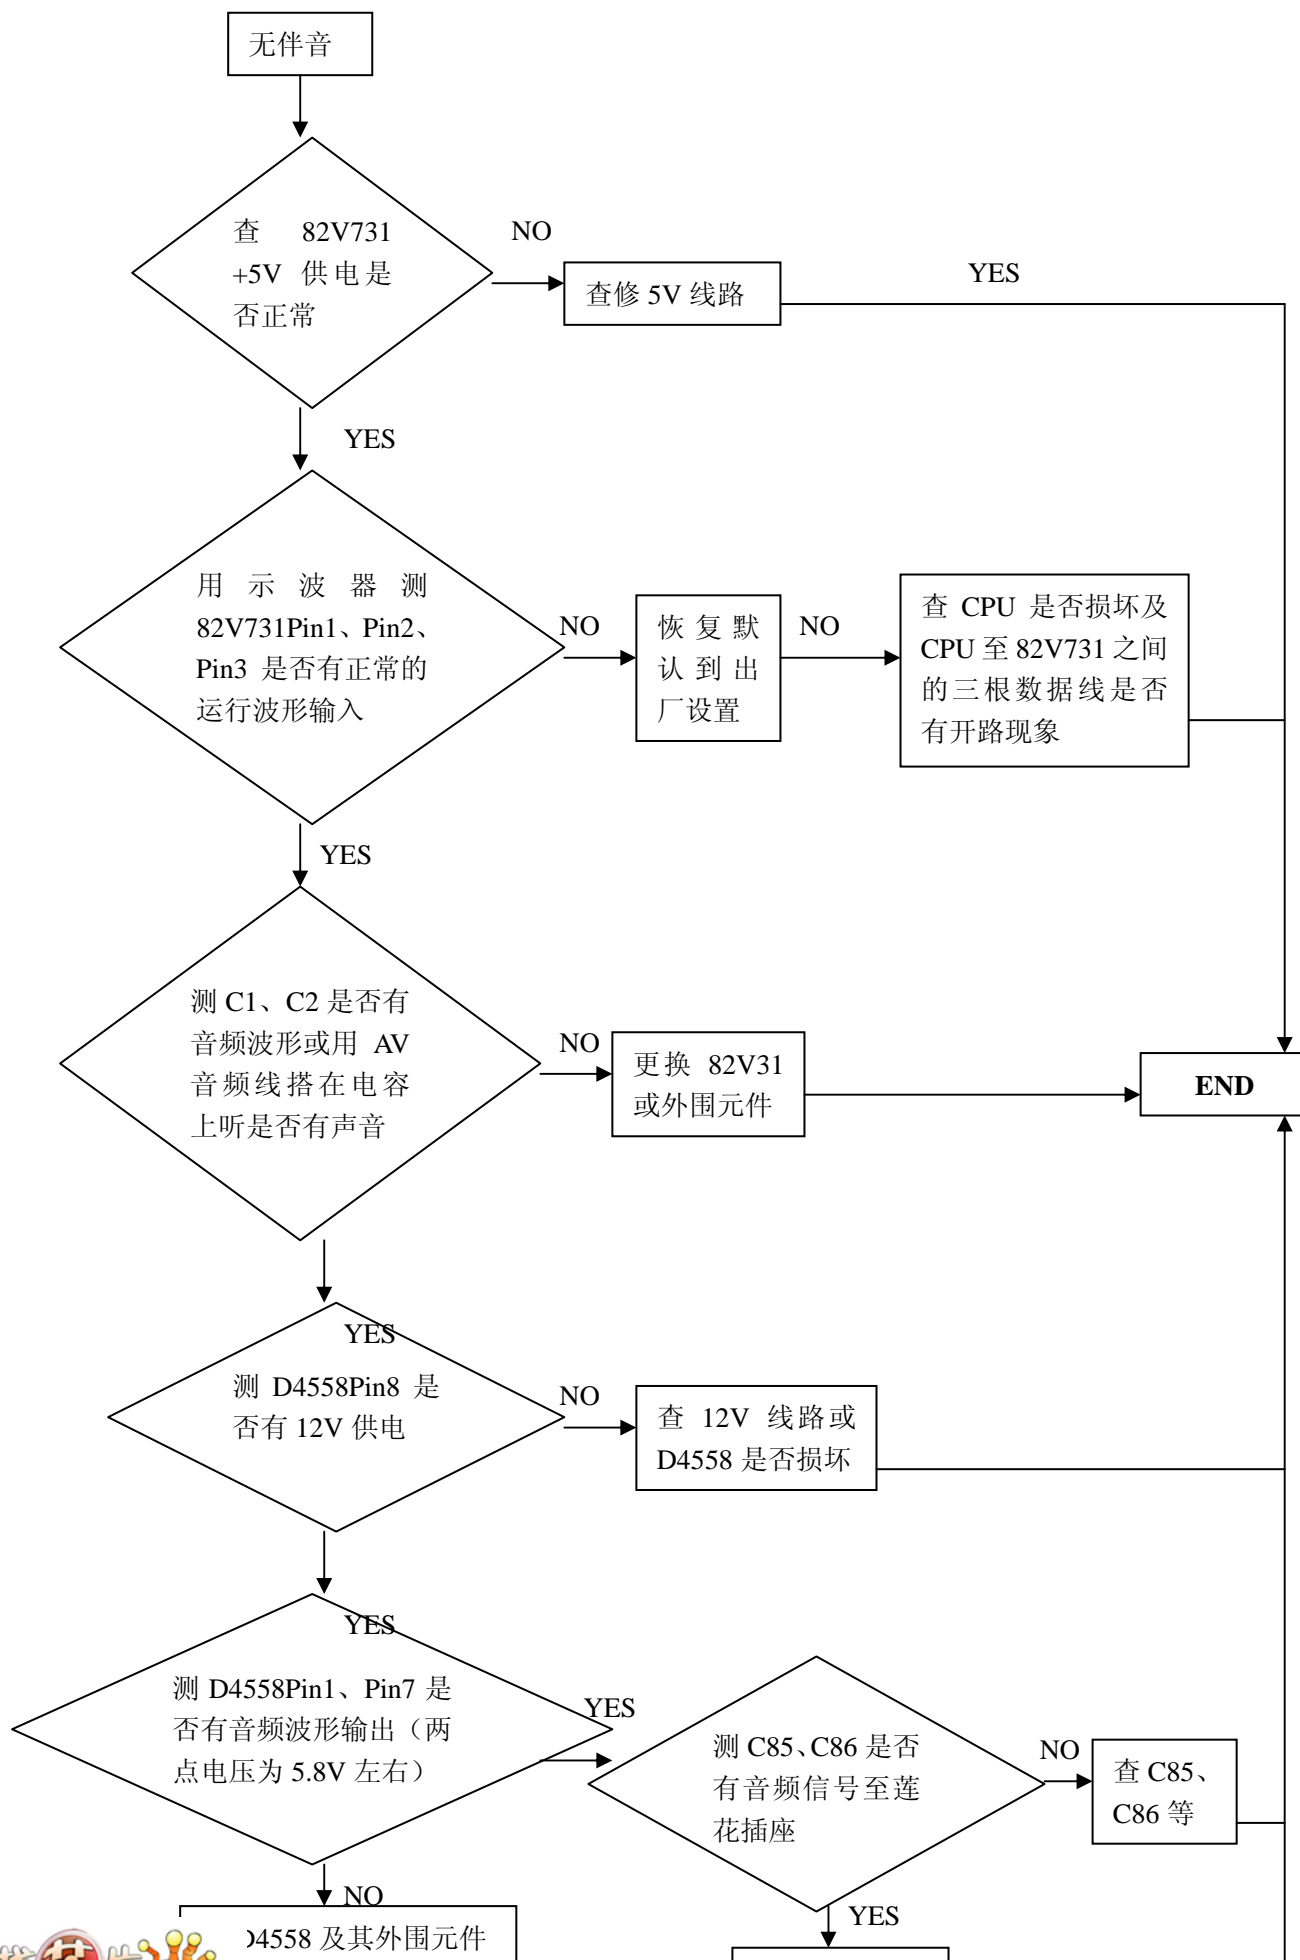 无伴音
查 82V731
+5V 供电是
否正常
NO
查修 5V 线路
YES
YES
用示波器测
82V731Pin1、Pin2、
Pin3 是否有正常的
运行波形输入
NO
恢复默
认到出
厂设置
NO
查 CPU 是否损坏及
CPU 至 82V731 之间
的三根数据线是否
有开路现象
YES
测 C1、C2 是否有
音频波形或用 AV
音频线搭在电容
上听是否有声音
NO
更换 82V31
或外围元件
END
YES
测 D4558Pin8 是
否有 12V 供电
NO
查 12V 线路或
D4558 是否损坏
YES
测 D4558Pin1、Pin7 是
否有音频波形输出（两
点电压为 5.8V 左右）
YES
测 C85、C86 是否
有音频信号至莲
花插座
NO
查 C85、
C86 等
NO
YES
4558 及其外围元件